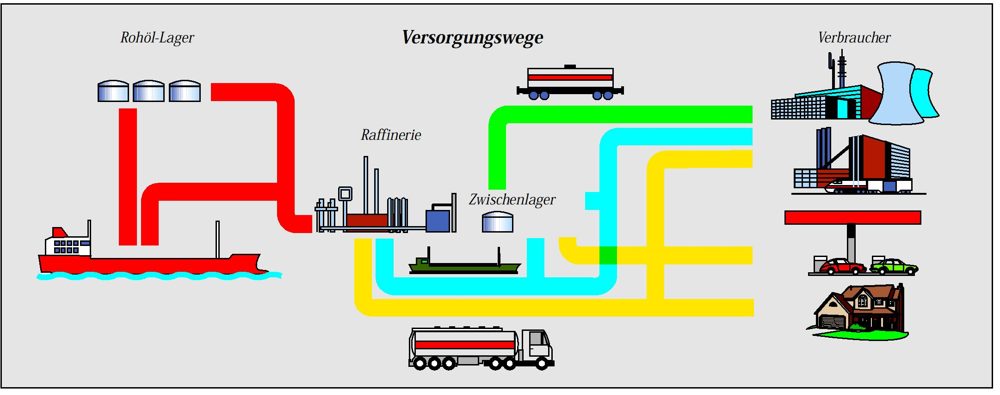 Rohöl-Lager
Versorgungswege
Verbraucher
Raffinerie
Zwischenlager